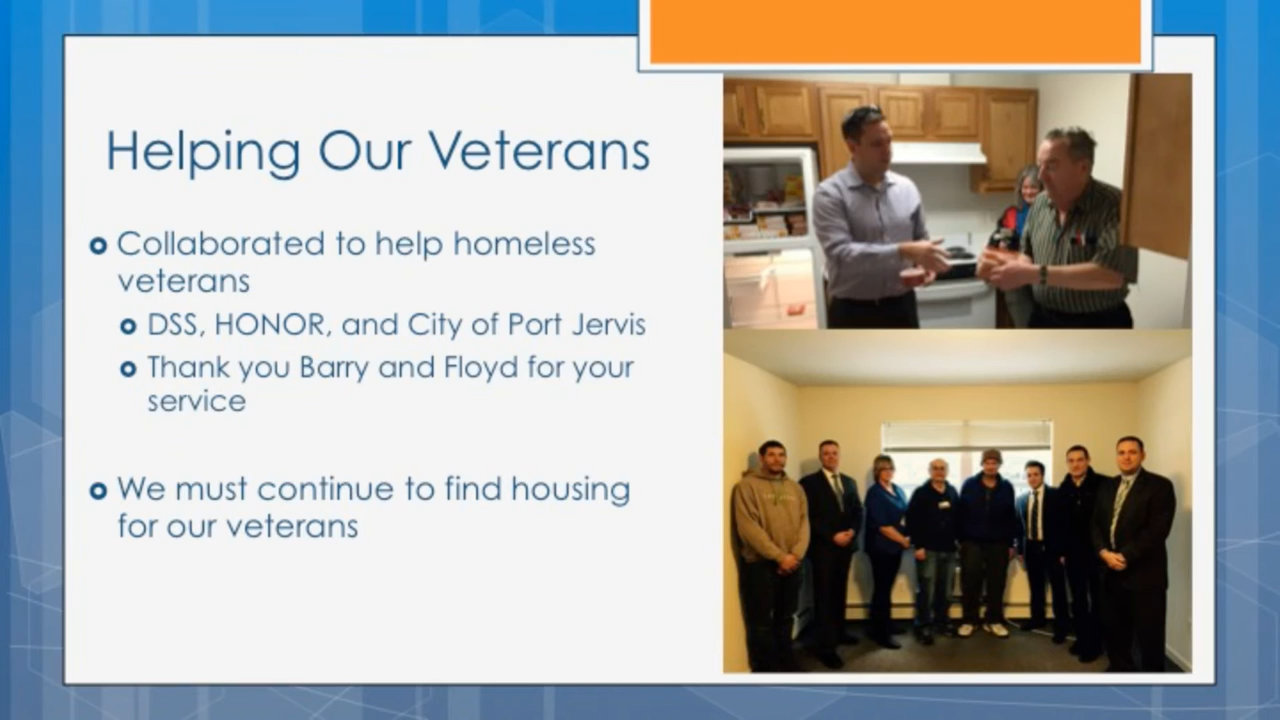 Helping Our Veterans
Collaborated to help homeless
veterans
DSS, HONOR, and City of Port Jervis
Thank you Barry and Floyd for your
service
We must continue to find housing
for our veterans